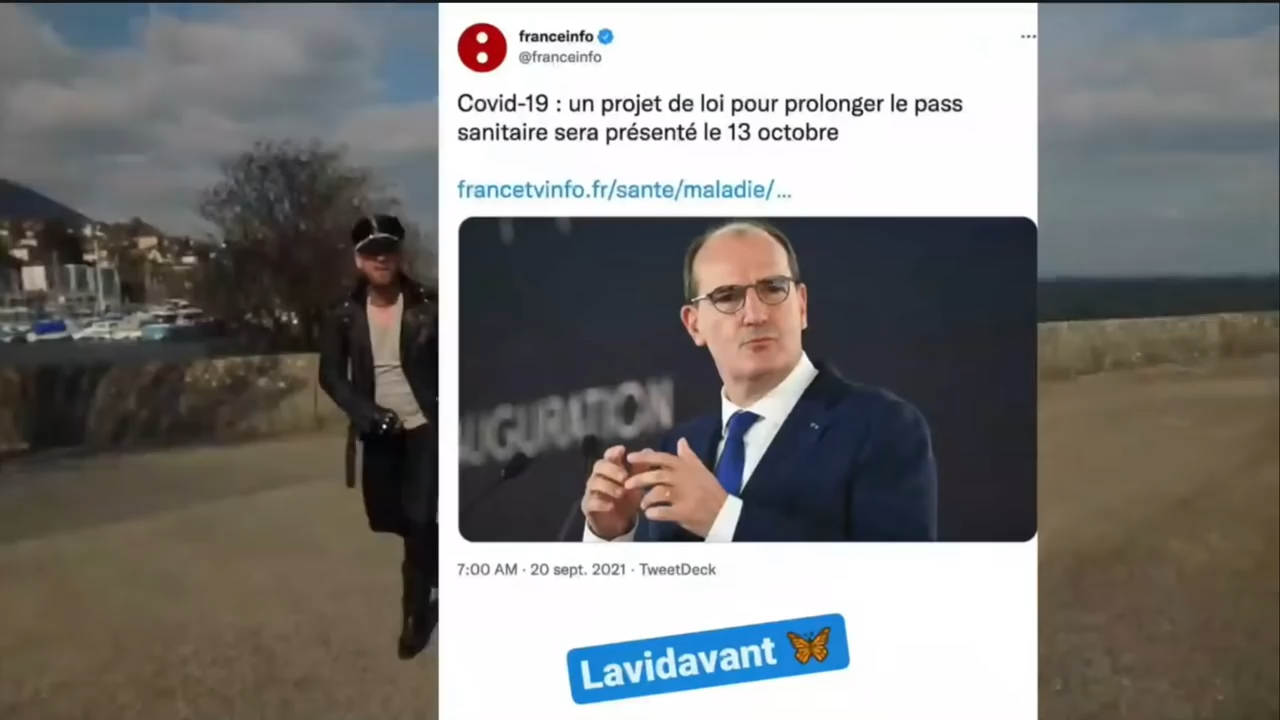 franceinfo
@franceinfo
Covid-19 : un projet de loi pour prolonger le pass
sanitaire sera présenté le 13 octobre
francetvinfo.fr/sante/maladie/...
AUGURATION
7:00 AM · 20 sept. 2021 · TweetDeck
Lavidavant 🦋